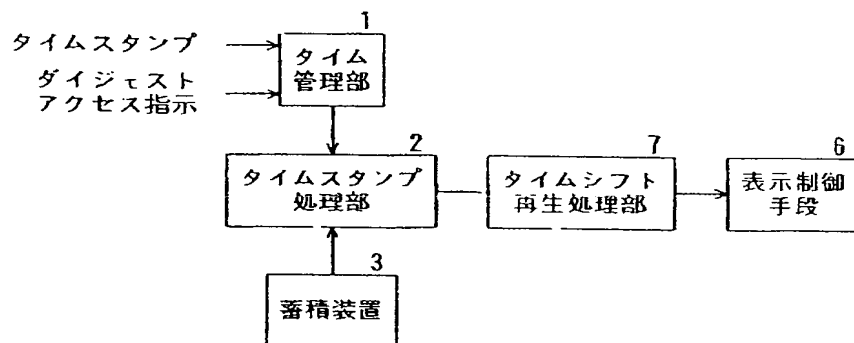 1
タイムスタンプ
タイム
管理部
ダイジェスト
アクセス指示
2
タイムスタンプ
処理部
7
タイムシフト
再生処理部
6
表示制御
手段
3
蓄積装置